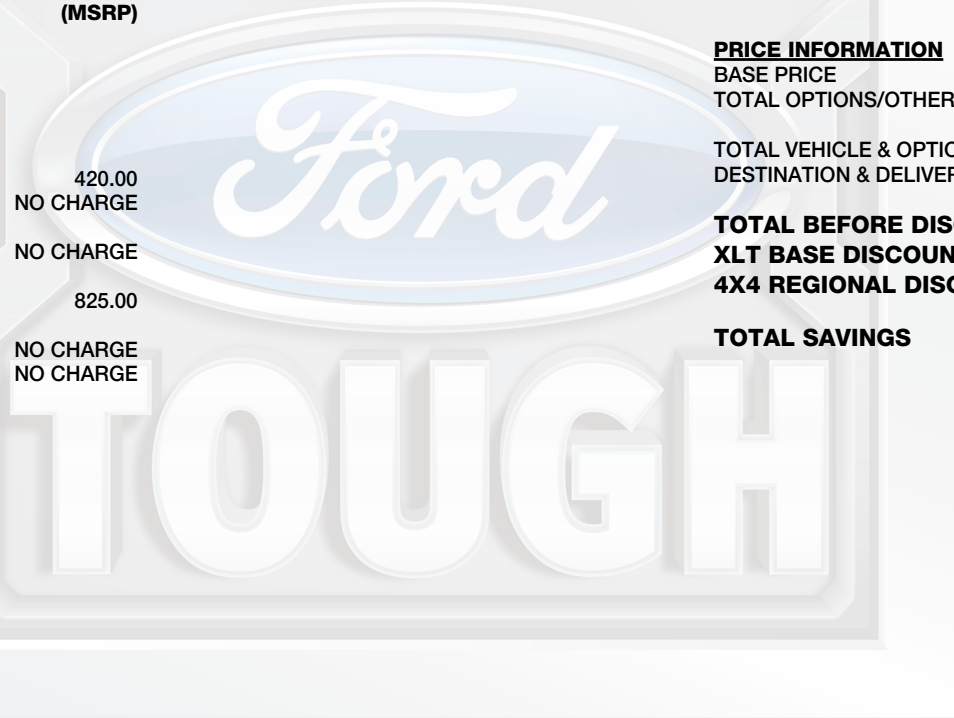 (MSRP)
420.00
NO CHARGE
NO CHARGE
825.00
NO CHARGE
NO CHARGE
Ford
TOUGH
PRICE INFORMATION
BASE PRICE
TOTAL OPTIONS/OTHER
TOTAL VEHICLE & OPTIO
DESTINATION & DELIVER
TOTAL BEFORE DISC
XLT BASE DISCOUN
4X4 REGIONAL DISC
TOTAL SAVINGS